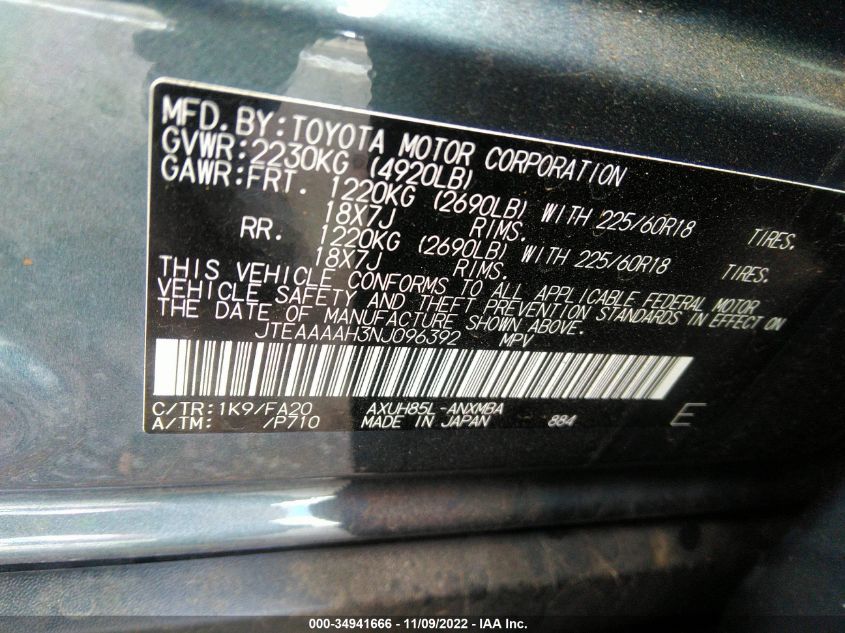 MFD. BY: TOYOTA MOTOR CORPORATION
GVWR: 2230KG (4920LB)
GAWR: FRT. 1220KG (2690LB) WITH 225/60R18 TIRES.
18X7J RIMS.
RR. 1220KG (2690LB) WITH 225/60R18 TIRES.
18X7J RIMS.
THIS VEHICLE CONFORMS TO ALL APPLICABLE FEDERAL MOTOR
VEHICLE SAFETY AND THEFT PREVENTION STANDARDS IN EFFECT ON
THE DATE OF MANUFACTURE SHOWN ABOVE.
JTEAAAAH3NJ096392 MPV
C/TR: 1K9/FA20 AXUH85L-ANXMBA
A/TM: /P710 MADE IN JAPAN 884 E
000-34941666 - 11/09/2022 - IAA Inc.